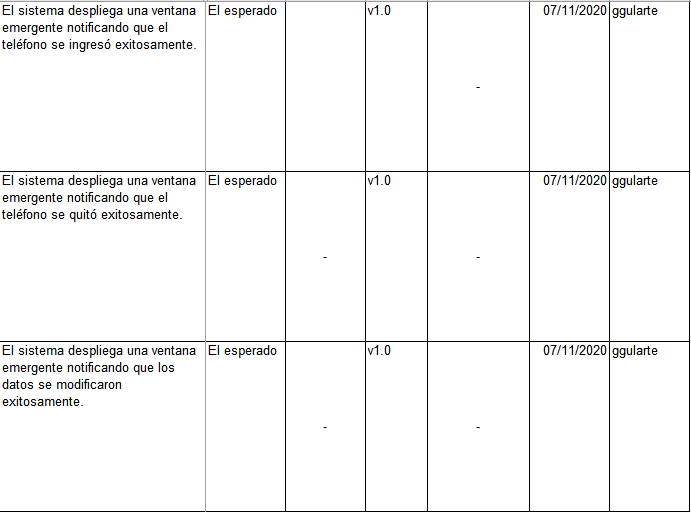 El sistema despliega una ventana
emergente notificando que el
teléfono se ingresó exitosamente.
El esperado
v1.0
-
07/11/2020
ggularte
El sistema despliega una ventana
emergente notificando que el
teléfono se quitó exitosamente.
El esperado
-
v1.0
-
07/11/2020
ggularte
El sistema despliega una ventana
emergente notificando que los
datos se modificaron
exitosamente.
El esperado
-
v1.0
-
07/11/2020
ggularte